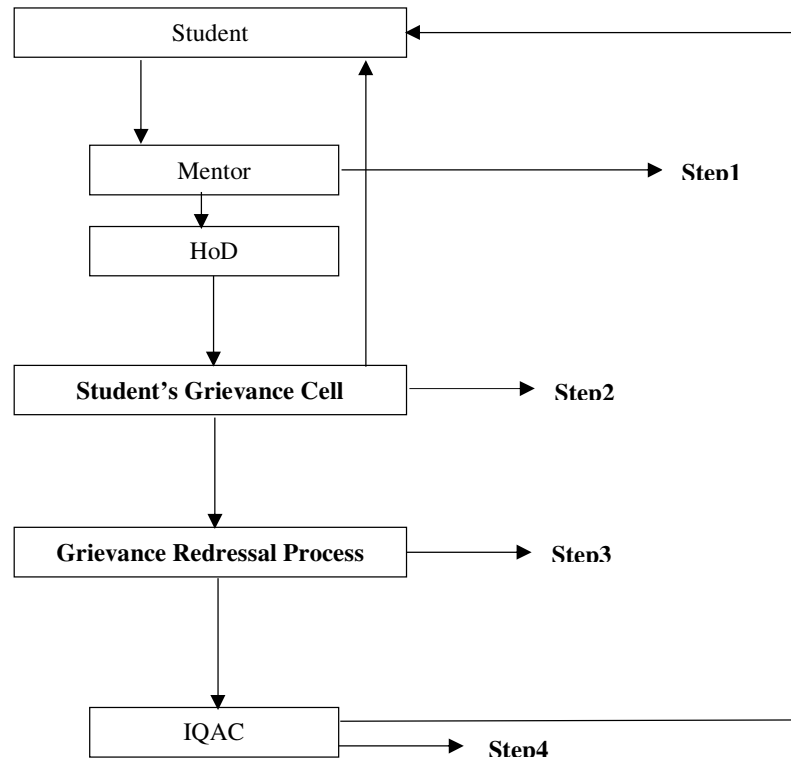 Student
Mentor
Step1
HoD
Student’s Grievance Cell
Step2
Grievance Redressal Process
Step3
IQAC
Step4